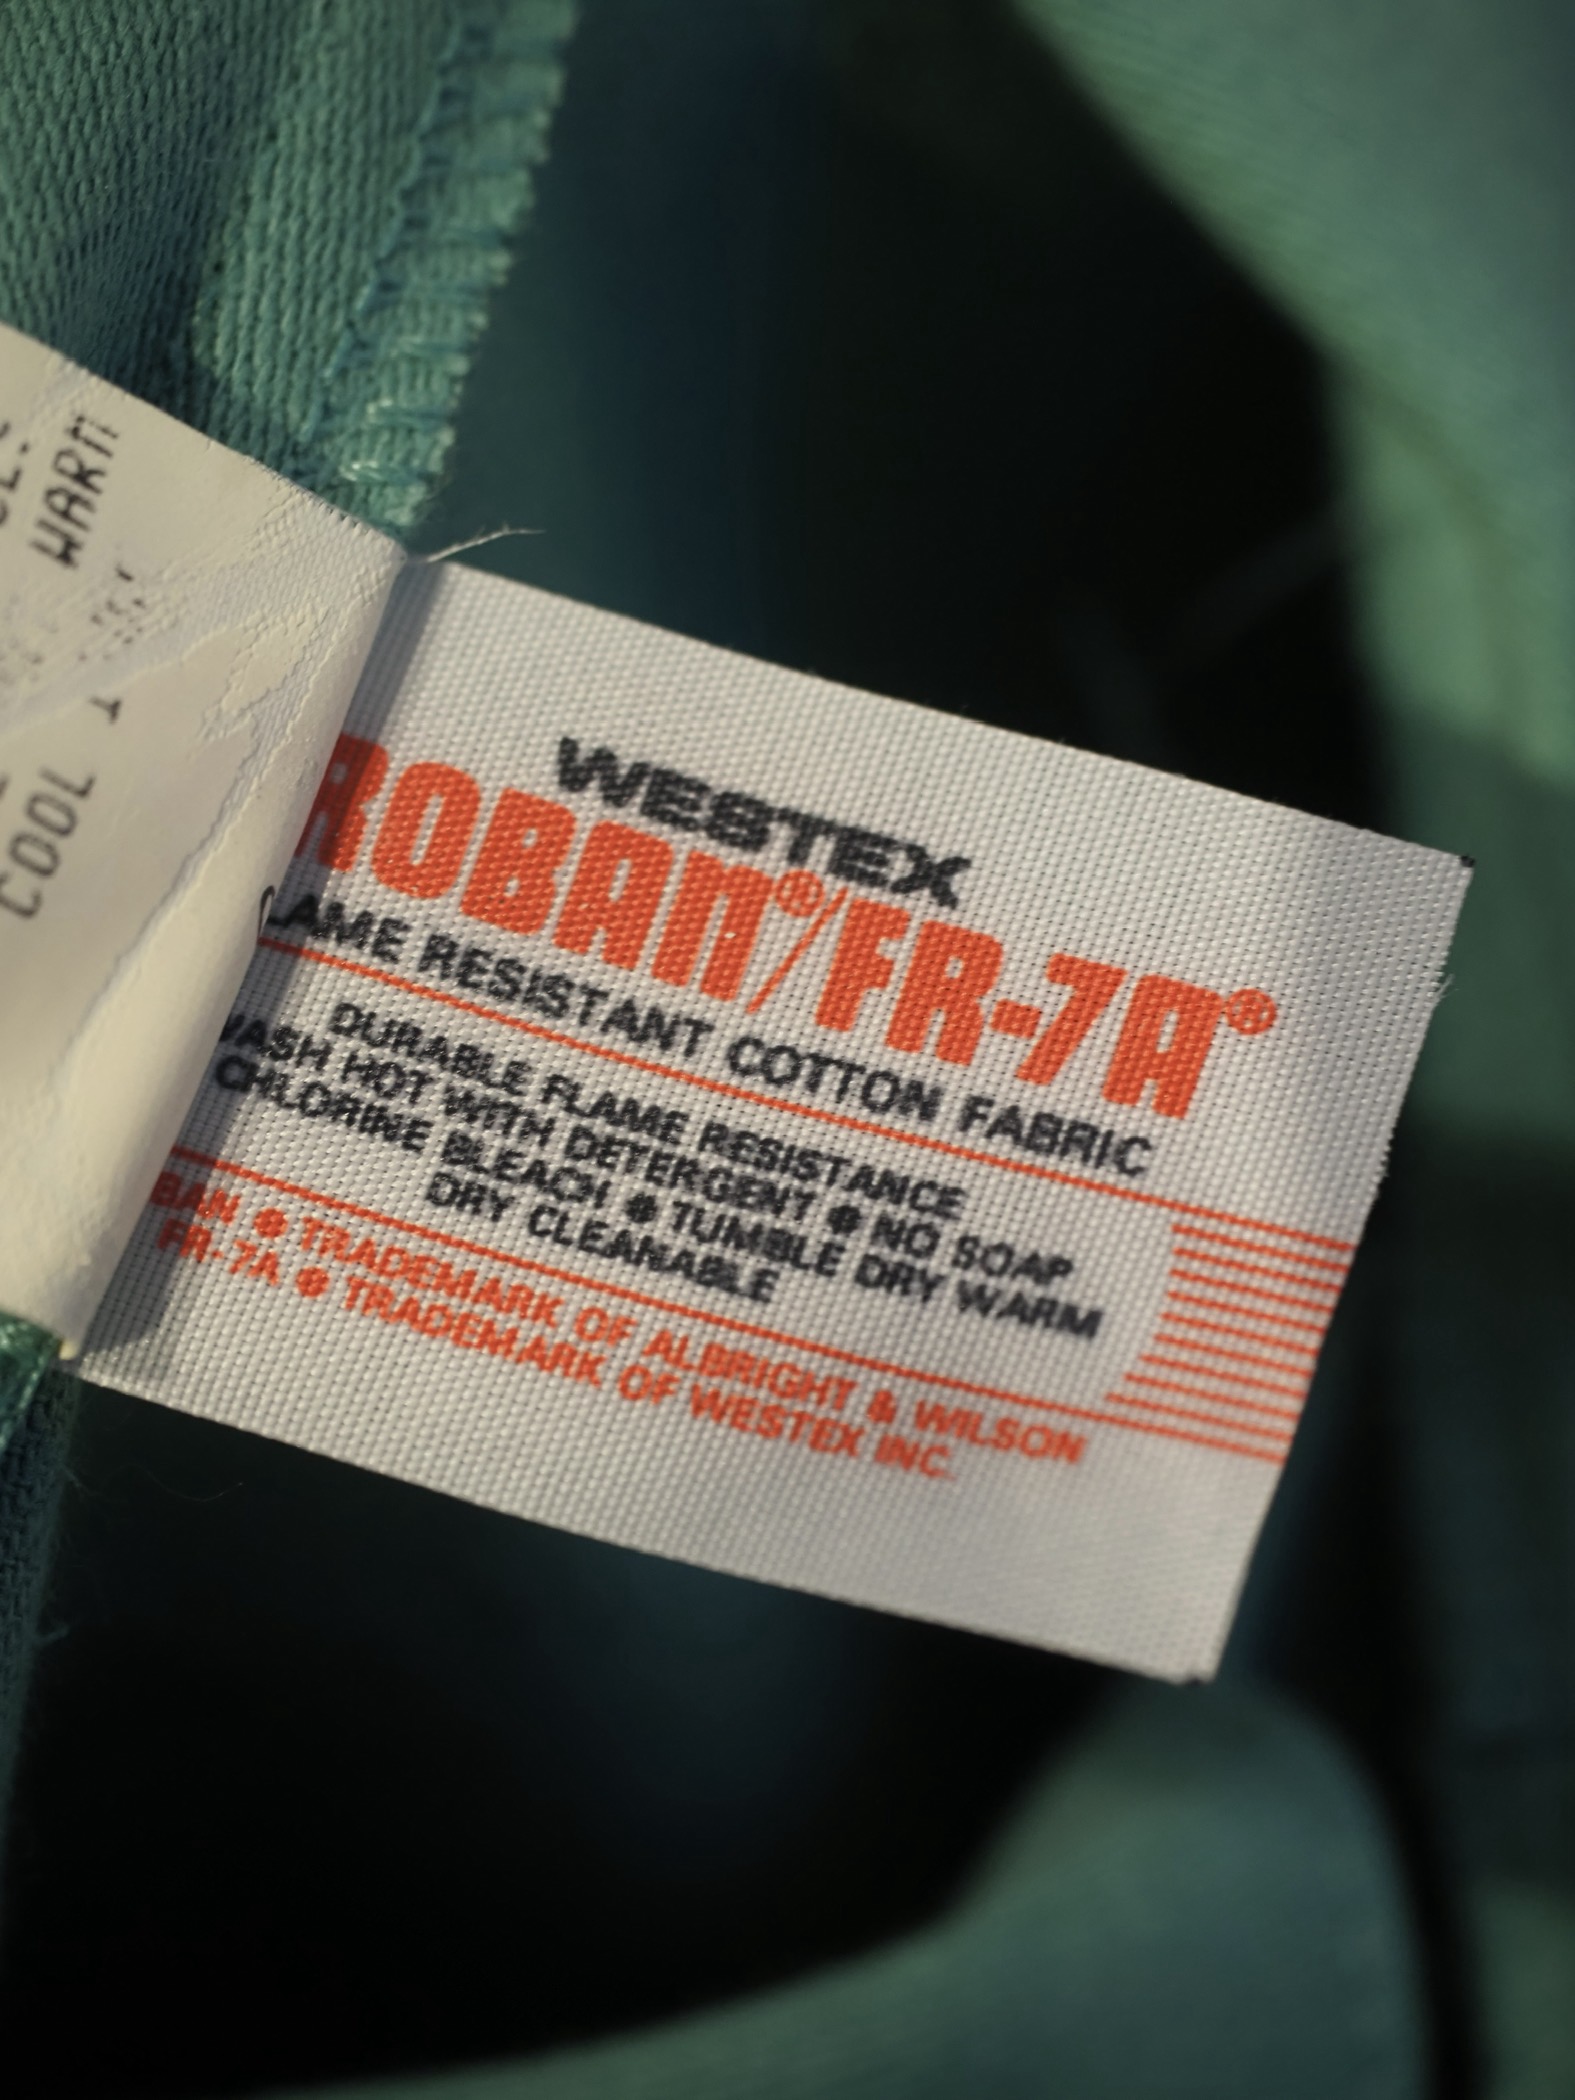 WARM
COOL
WESTEX
ROBAN®/FR-7A®
LAME RESISTANT COTTON FABRIC
DURABLE FLAME RESISTANCE
WASH HOT WITH DETERGENT ● NO SOAP
CHLORINE BLEACH ● TUMBLE DRY WARM
DRY CLEANABLE
BAN ● TRADEMARK OF ALBRIGHT & WILSON
FR-7A ● TRADEMARK OF WESTEX INC.